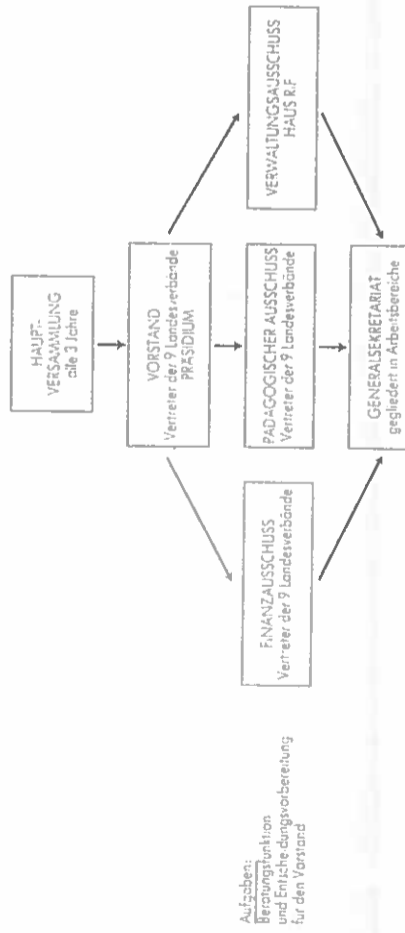 HAUPT-
VERSAMMLUNG
alle 3 Jahre
VORSTAND
Vertreter der 9 Landesverbände
PRÄSIDIUM
FINANZAUSSCHUSS
Vertreter der 9 Landesverbände
PÄDAGOGISCHER AUSSCHUSS
Vertreter der 9 Landesverbände
VERWALTUNGSAUSSCHUSS
HAUS R.F
GENERALSEKRETARIAT
gegliedert in Arbeitsbereiche
Aufgaben:
Beratungsfunktion
und Entscheidungsvorbereitung
für den Vorstand